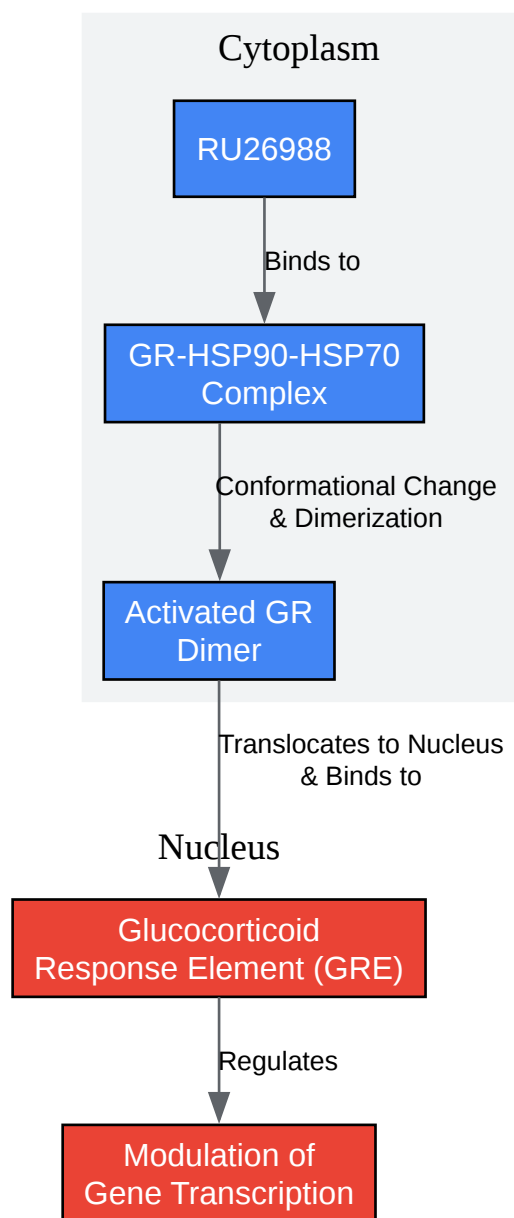 Cytoplasm
RU26988
Binds to
GR-HSP90-HSP70
Complex
Conformational Change
& Dimerization
Activated GR
Dimer
Translocates to Nucleus
& Binds to
Nucleus
Glucocorticoid
Response Element (GRE)
Regulates
Modulation of
Gene Transcription